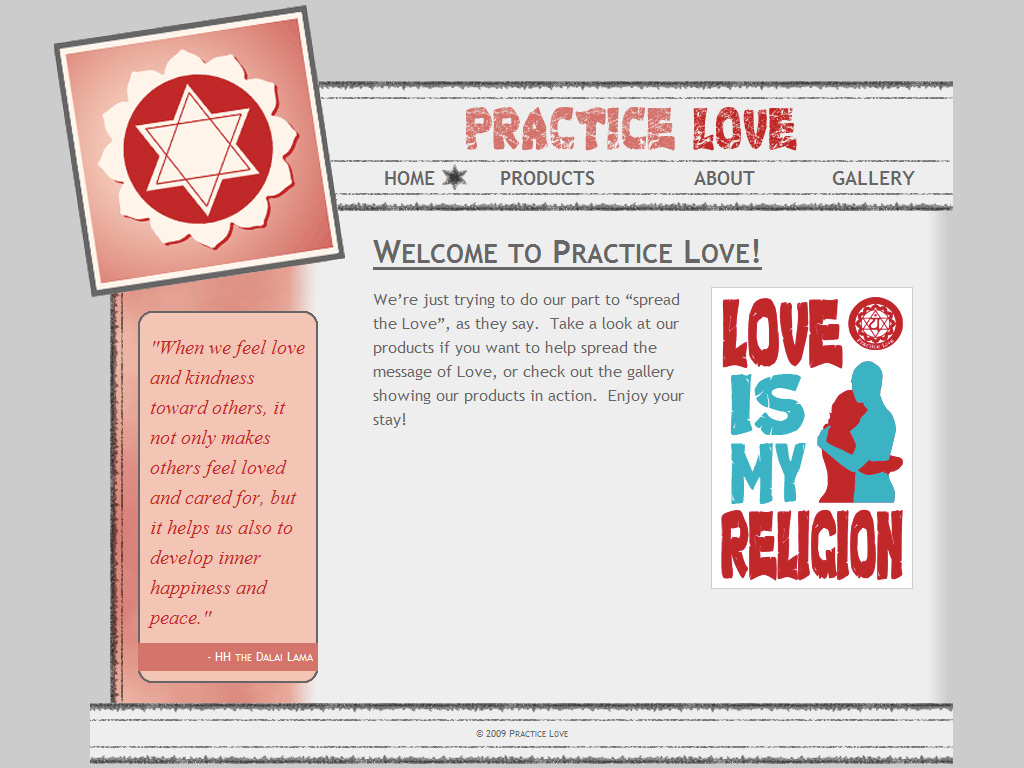 PRACTICE LOVE
HOME PRODUCTS ABOUT GALLERY
Welcome to Practice Love!
We’re just trying to do our part to “spread
the Love”, as they say.  Take a look at our
products if you want to help spread the
message of Love, or check out the gallery
showing our products in action.  Enjoy your
stay!
LOVE
Practice Love
IS
MY
RELIGION
"When we feel love
and kindness
toward others, it
not only makes
others feel loved
and cared for, but
it helps us also to
develop inner
happiness and
peace."
- HH the Dalai Lama
© 2009 Practice Love